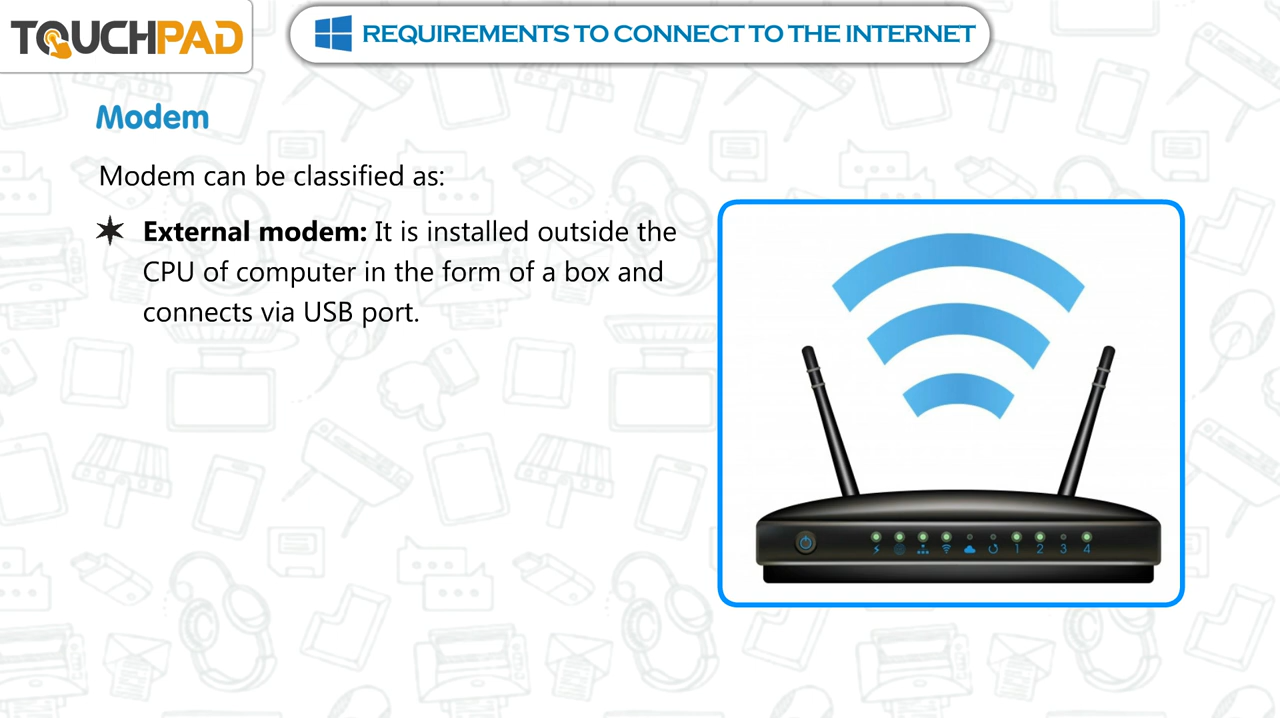 TOUCHPAD
REQUIREMENTS TO CONNECT TO THE INTERNET
Modem
Modem can be classified as:
External modem: It is installed outside the
CPU of computer in the form of a box and
connects via USB port.
1 2 3 4